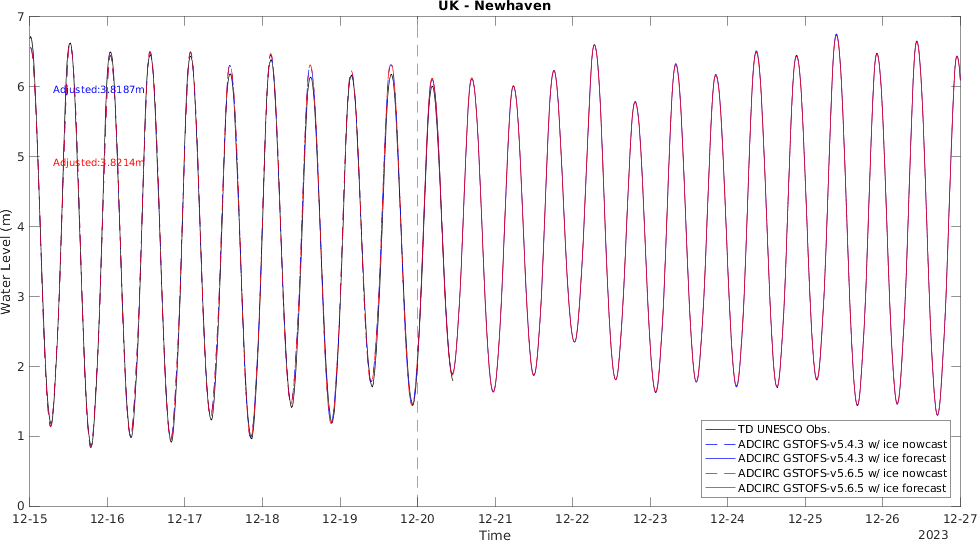 UK - Newhaven
7
6
5
4
3
2
1
0
Water Level (m)
Adjusted:3.8187m
Adjusted:3.8214m
TD UNESCO Obs.
ADCIRC GSTOFS-v5.4.3 w/ ice nowcast
ADCIRC GSTOFS-v5.4.3 w/ ice forecast
ADCIRC GSTOFS-v5.6.5 w/ ice nowcast
ADCIRC GSTOFS-v5.6.5 w/ ice forecast
12-15 12-16 12-17 12-18 12-19 12-20 12-21 12-22 12-23 12-24 12-25 12-26 12-27
Time
2023